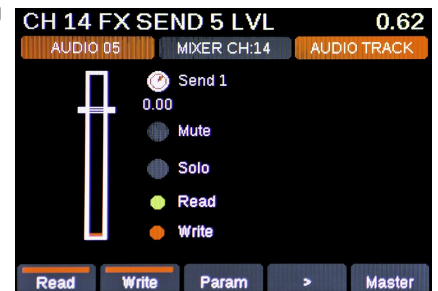 CH 14 FX SEND 5 LVL 0.62
AUDIO 05 MIXER CH:14 AUDIO TRACK
Send 1
0.00
Mute
Solo
Read
Write
Read Write Param > Master